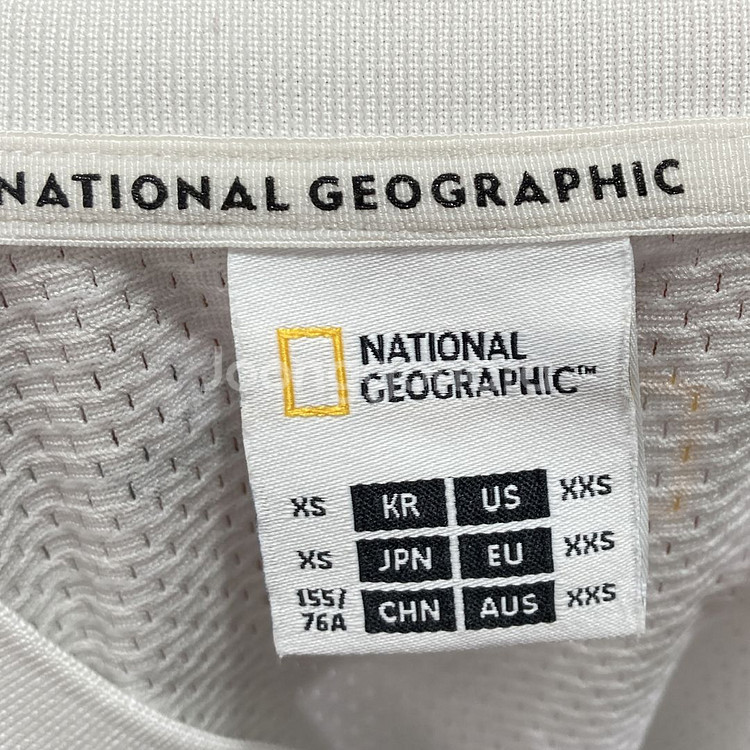 NATIONAL GEOGRAPHIC
NATIONAL
GEOGRAPHIC™
XS KR US XXS
XS JPN EU XXS
155/
76A CHN AUS XXS